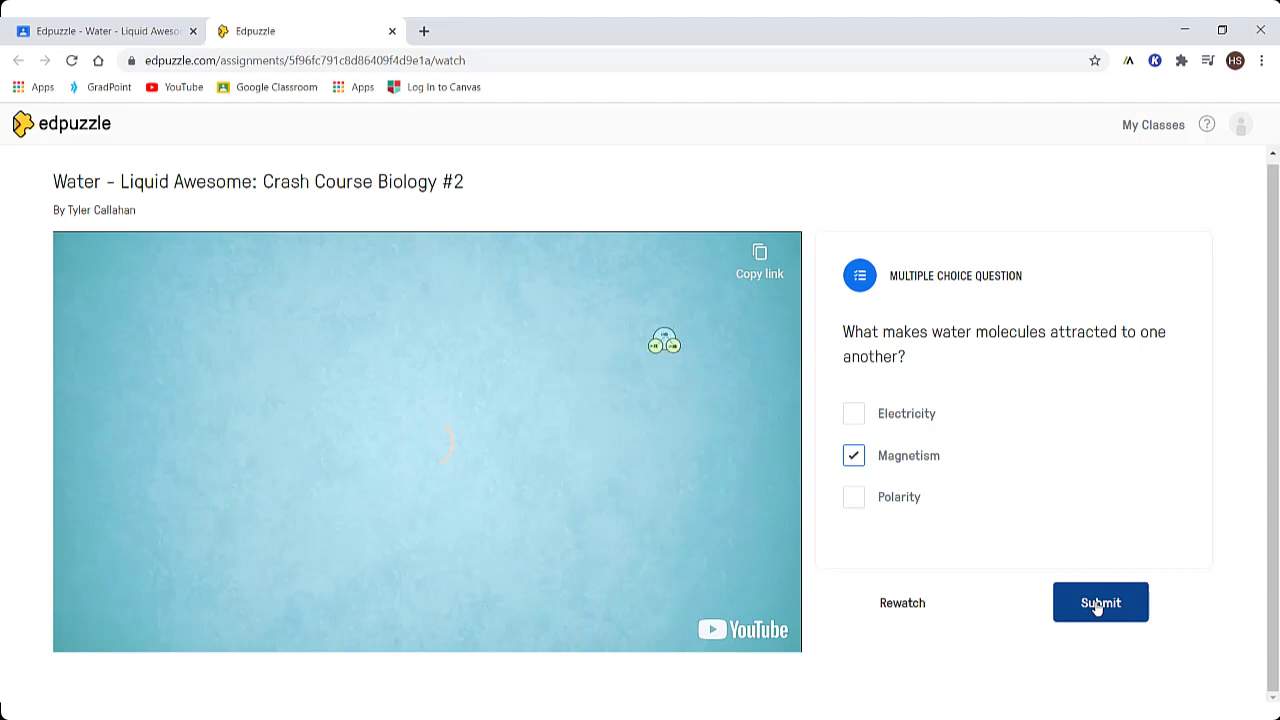 Edpuzzle - Water - Liquid Aweso
Edpuzzle
edpuzzle.com/assignments/5f96fc791c8d86409f4d9e1a/watch
HS
Apps
GradPoint
YouTube
Google Classroom
Apps
Log In to Canvas
edpuzzle
My Classes
Water - Liquid Awesome: Crash Course Biology #2
By Tyler Callahan
Copy link
YouTube
MULTIPLE CHOICE QUESTION
What makes water molecules attracted to one
another?
Electricity
Magnetism
Polarity
Rewatch
Submit